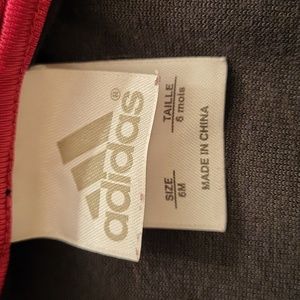 adidas®
SIZE
6M
TAILLE
6 mois
MADE IN CHINA